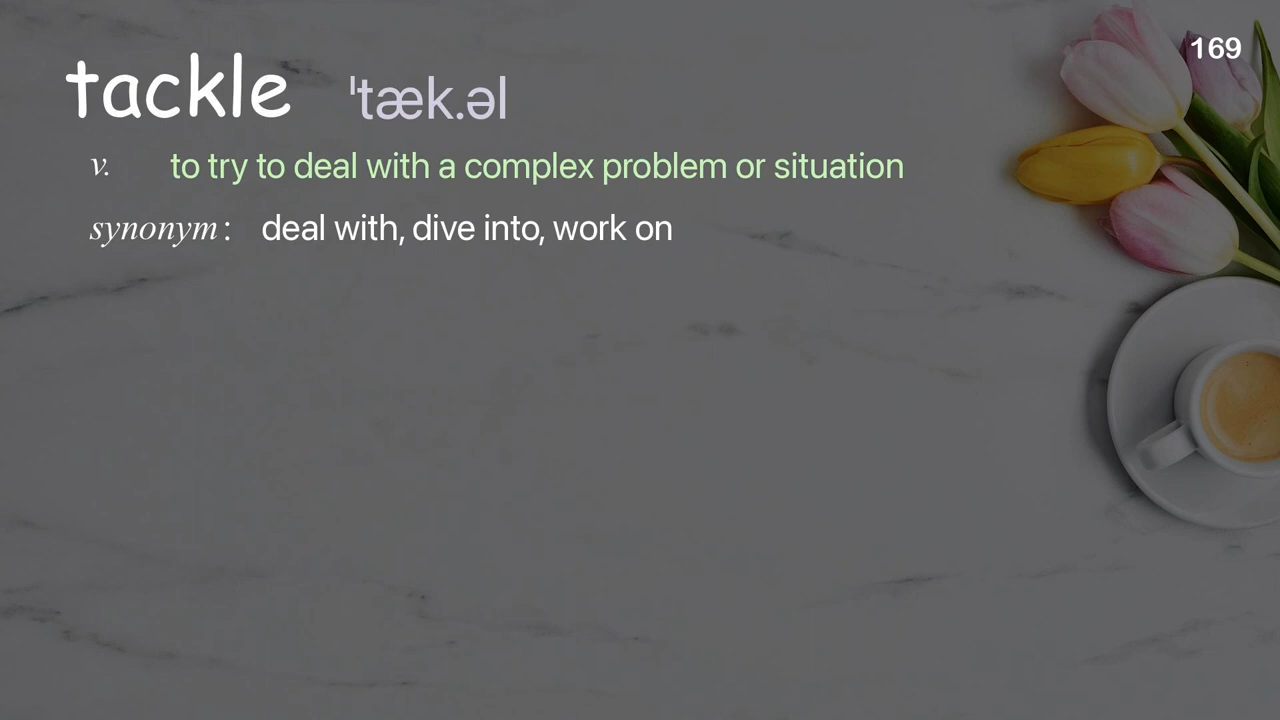 169
tackle ˈtæk.əl
v. to try to deal with a complex problem or situation
synonym: deal with, dive into, work on